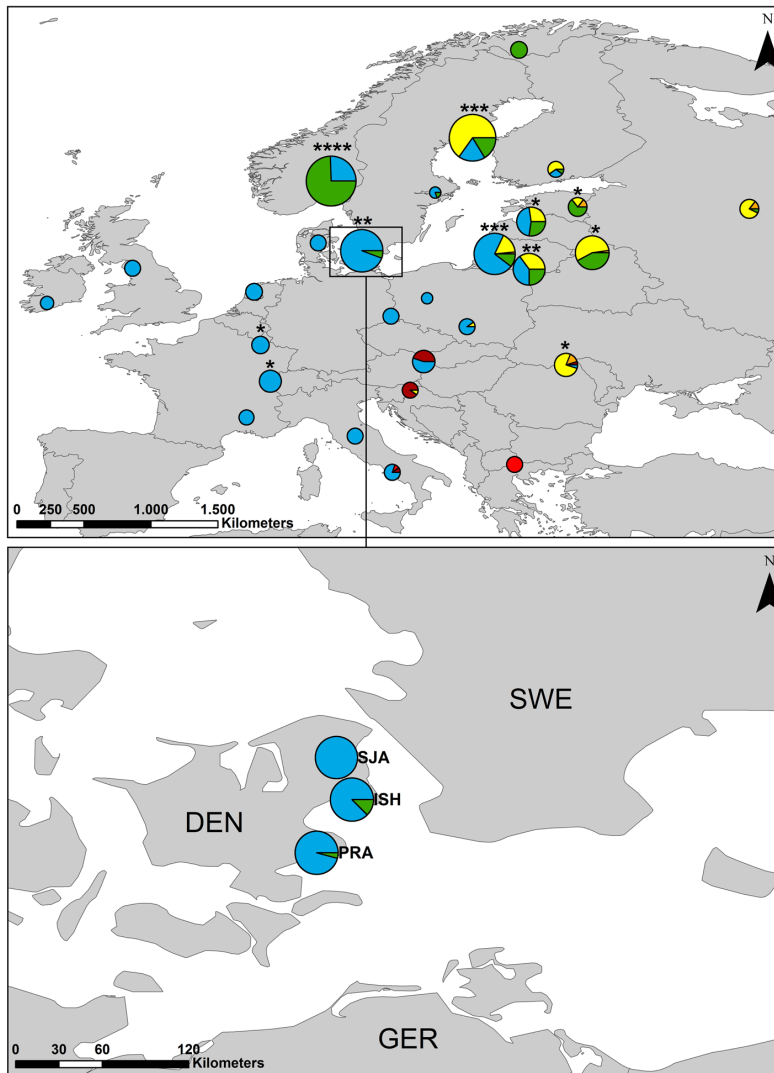 N
***
****
*
*
**
***
**
*
*
*
*
0 250 500 1.000 1.500
Kilometers
N
SWE
SJA
ISH
DEN
PRA
GER
0 30 60 120
Kilometers